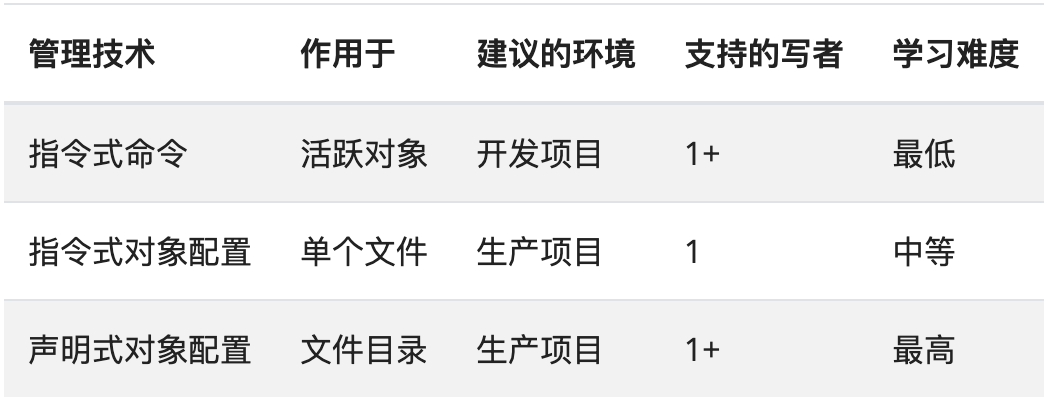 管理技术 作用于 建议的环境 支持的写者 学习难度
指令式命令 活跃对象 开发项目 1+ 最低
指令式对象配置 单个文件 生产项目 1 中等
声明式对象配置 文件目录 生产项目 1+ 最高